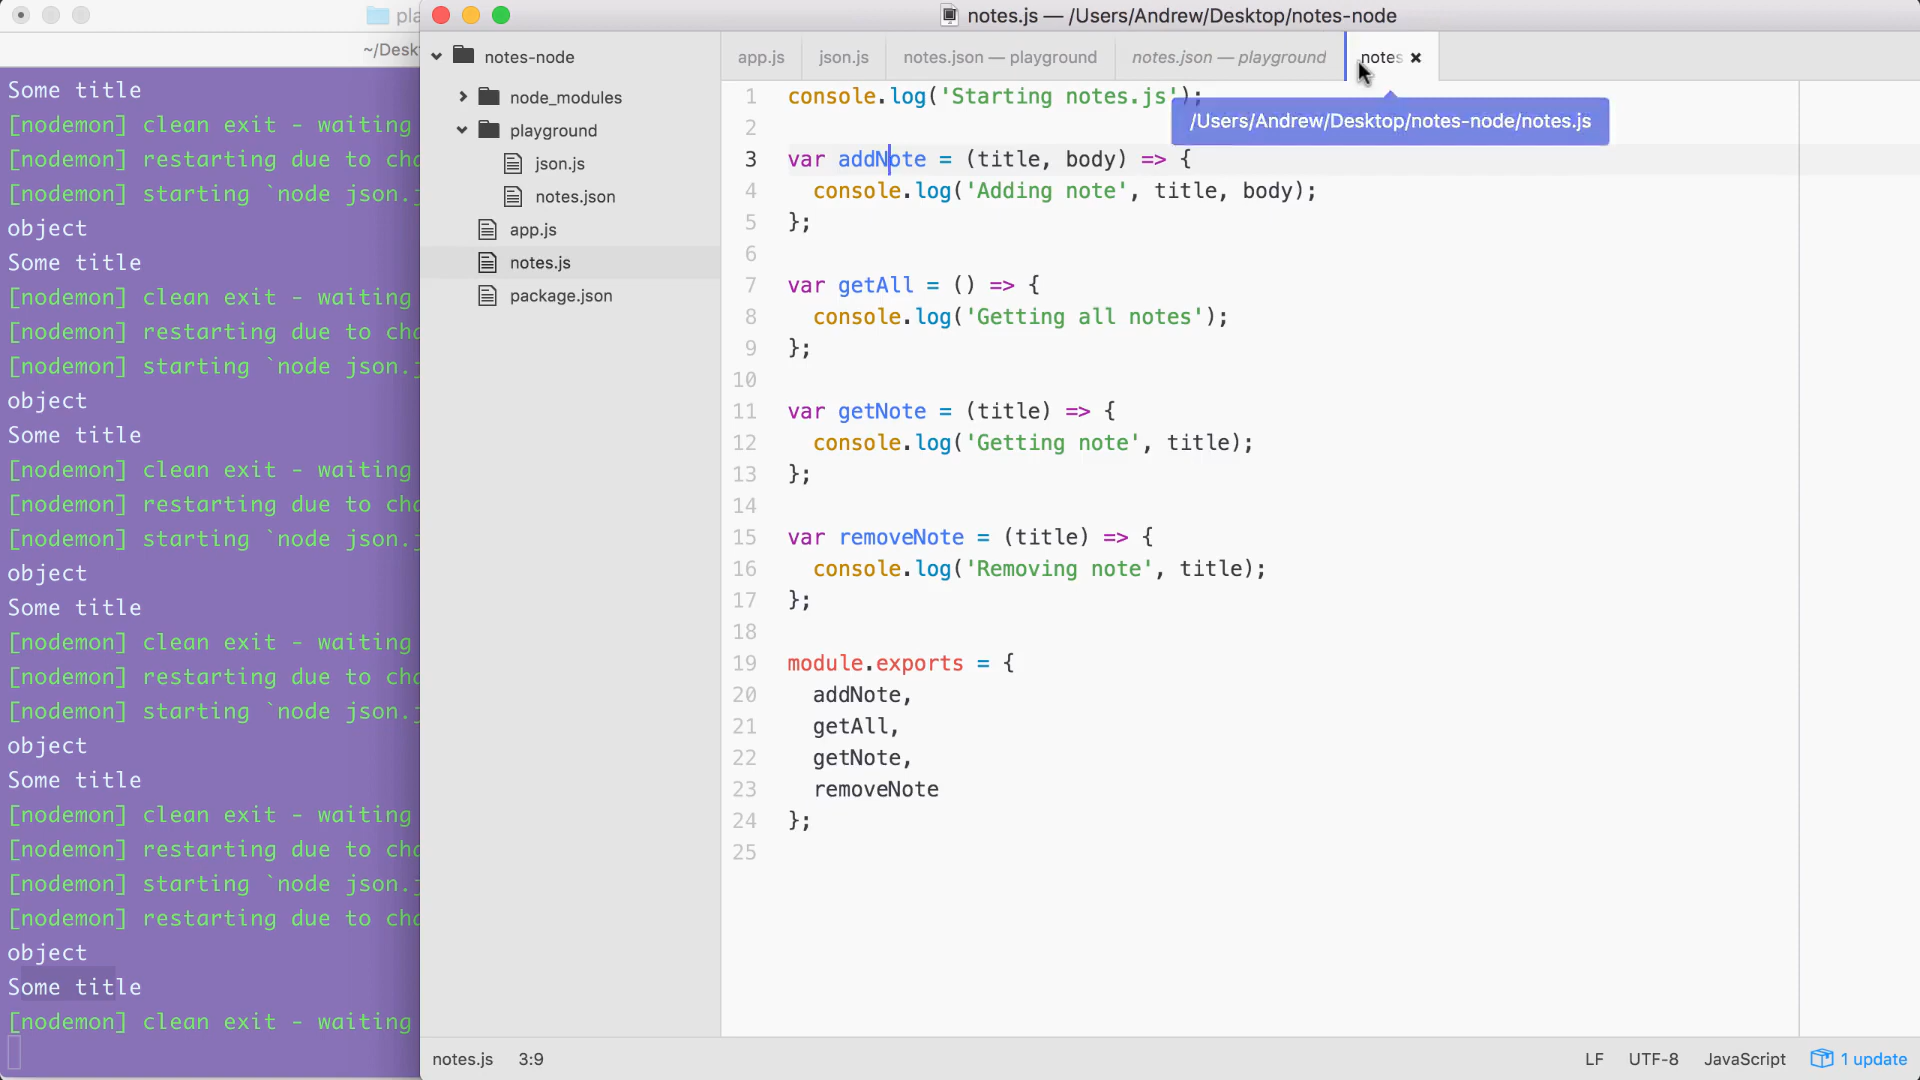 pla
~/Desk
Some title
[nodemon] clean exit - waiting
[nodemon] restarting due to cha
[nodemon] starting `node json.j
object
Some title
[nodemon] clean exit - waiting
[nodemon] restarting due to cha
[nodemon] starting `node json.j
object
Some title
[nodemon] clean exit - waiting
[nodemon] restarting due to cha
[nodemon] starting `node json.j
object
Some title
[nodemon] clean exit - waiting
[nodemon] restarting due to cha
[nodemon] starting `node json.j
object
Some title
[nodemon] clean exit - waiting
[nodemon] restarting due to cha
[nodemon] starting `node json.j
[nodemon] restarting due to cha
object
Some title
[nodemon] clean exit - waiting
notes.js — /Users/Andrew/Desktop/notes-node
notes-node
node_modules
playground
json.js
notes.json
app.js
notes.js
package.json
app.js json.js notes.json — playground notes.json — playground notes
/Users/Andrew/Desktop/notes-node/notes.js
1 console.log('Starting notes.js');
2
3 var addNote = (title, body) => {
4 console.log('Adding note', title, body);
5 };
6
7 var getAll = () => {
8 console.log('Getting all notes');
9 };
10
11 var getNote = (title) => {
12 console.log('Getting note', title);
13 };
14
15 var removeNote = (title) => {
16 console.log('Removing note', title);
17 };
18
19 module.exports = {
20 addNote,
21 getAll,
22 getNote,
23 removeNote
24 };
25
notes.js 3:9 LF UTF-8 JavaScript 1 update